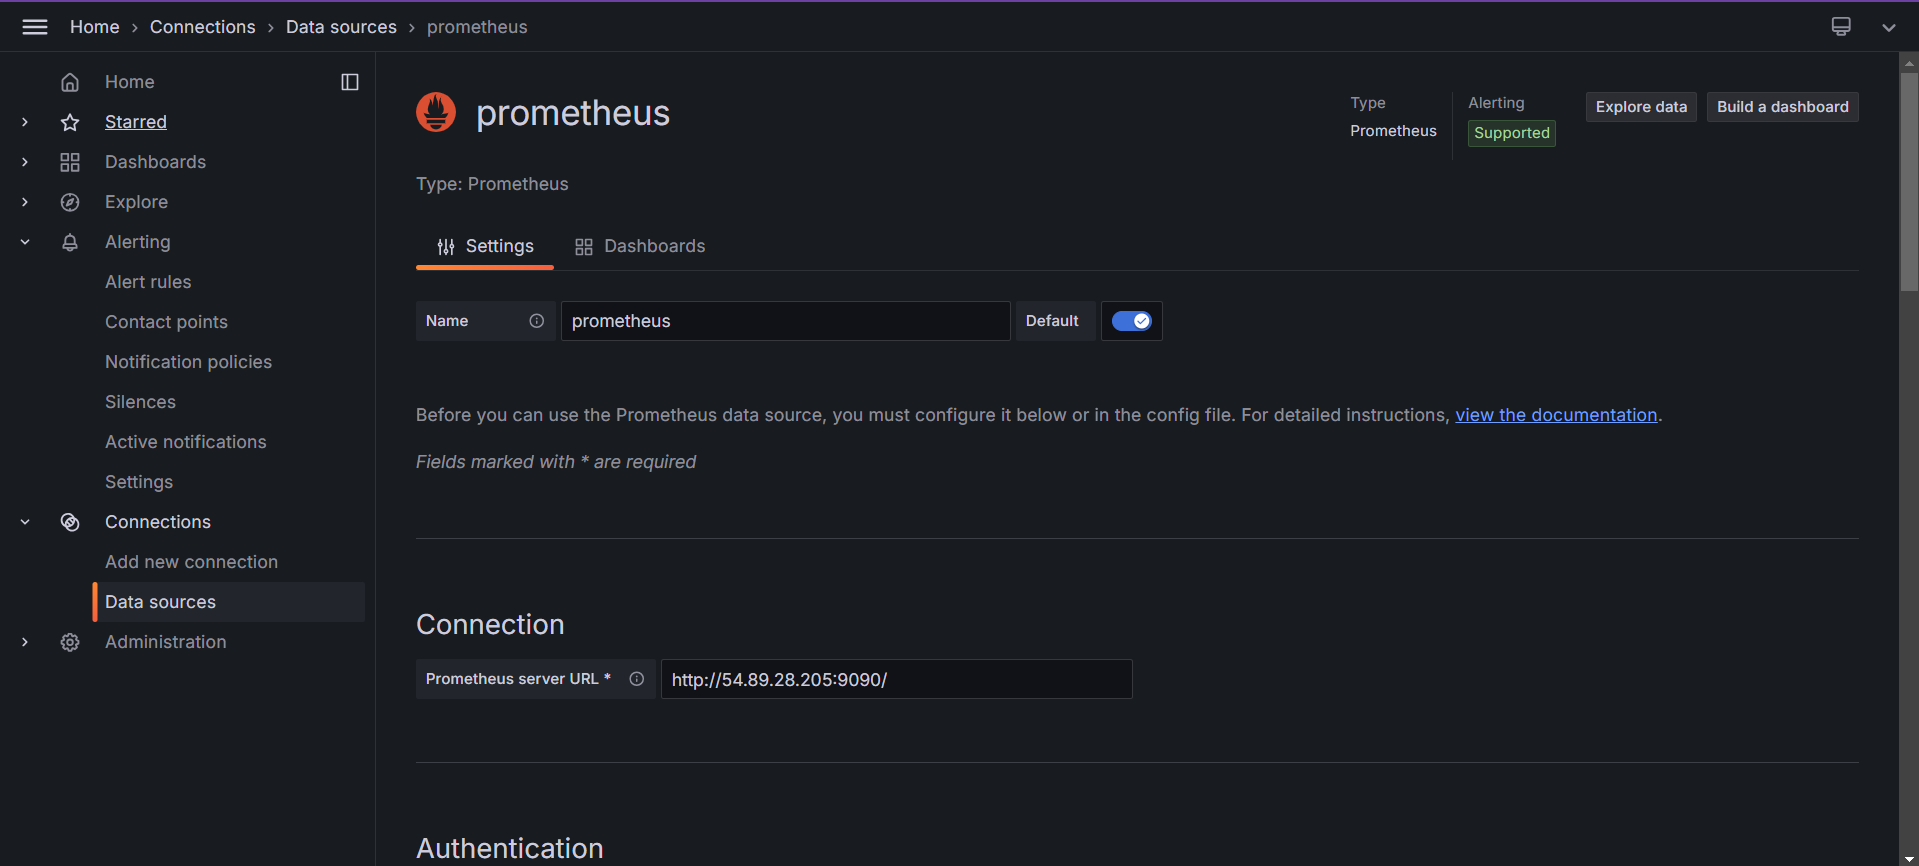 Home › Connections › Data sources › prometheus
Home
Starred
Dashboards
Explore
Alerting
Alert rules
Contact points
Notification policies
Silences
Active notifications
Settings
Connections
Add new connection
Data sources
Administration
prometheus
Type
Prometheus
Alerting
Supported
Explore data
Build a dashboard
Type: Prometheus
Settings Dashboards
Name prometheus Default
Before you can use the Prometheus data source, you must configure it below or in the config file. For detailed instructions, view the documentation.
Fields marked with * are required
Connection
Prometheus server URL * http://54.89.28.205:9090/
Authentication